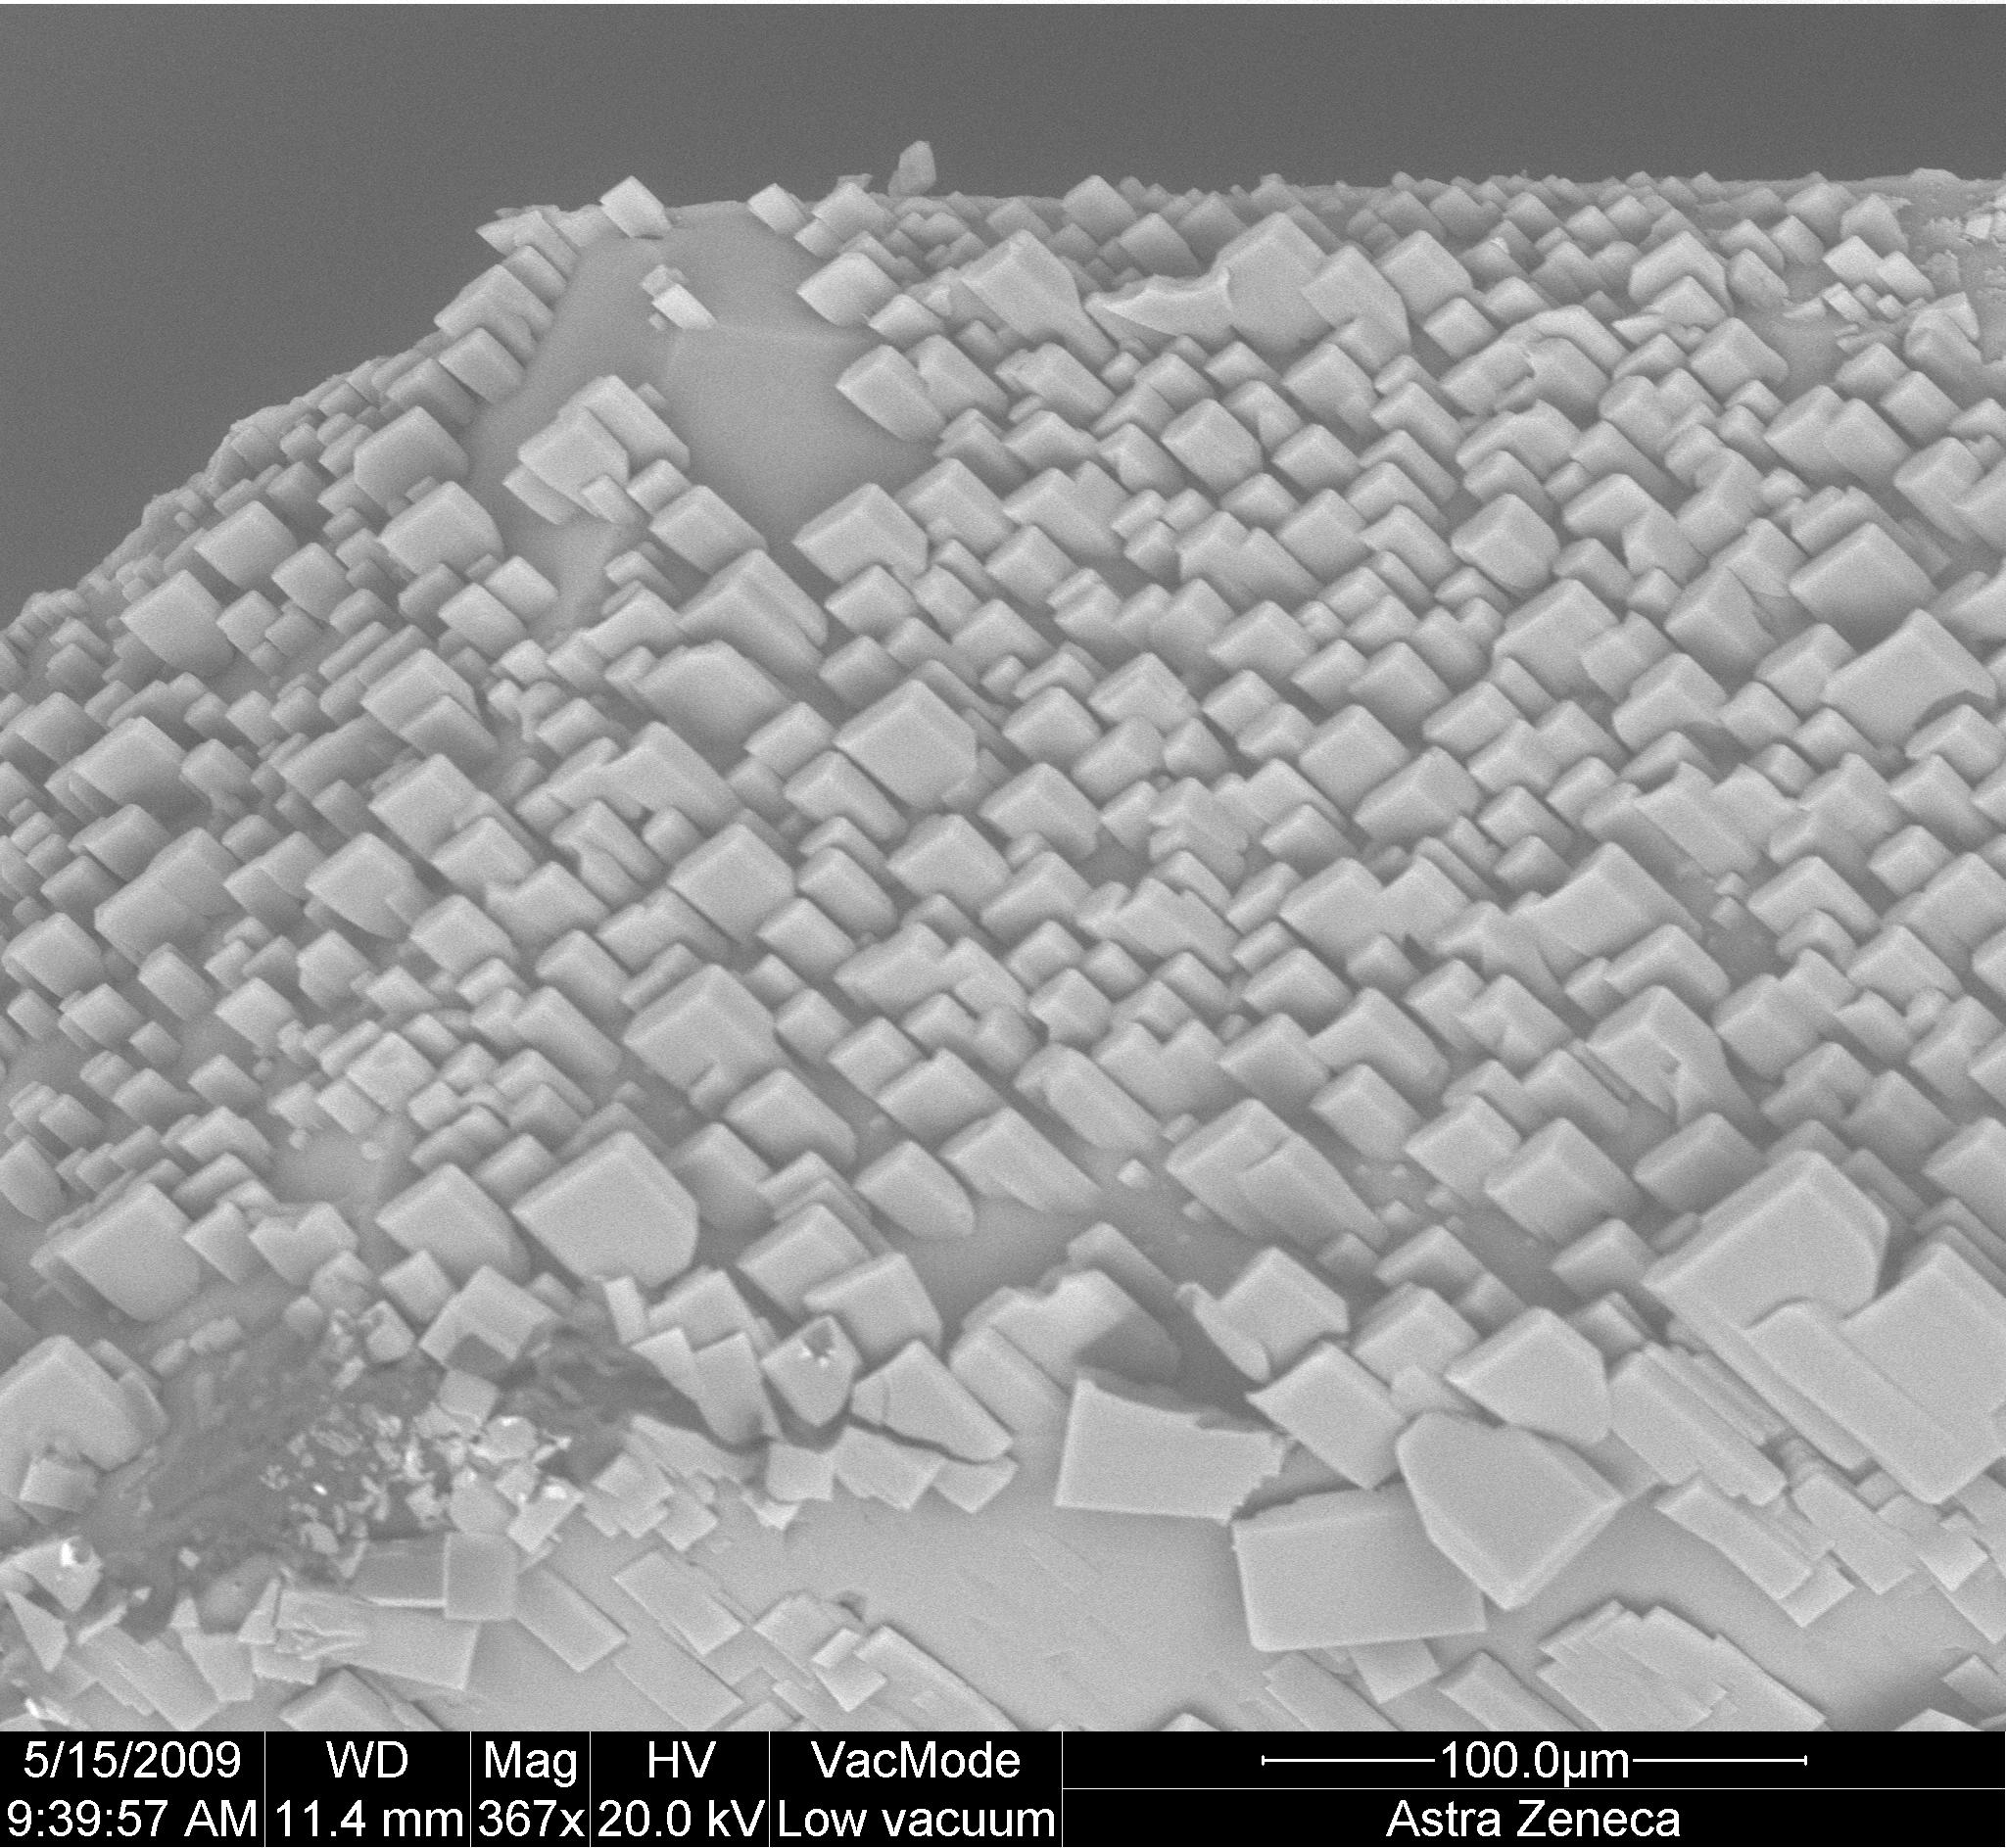 5/15/2009 WD Mag HV VacMode 100.0µm
9:39:57 AM 11.4 mm 367x 20.0 kV Low vacuum Astra Zeneca